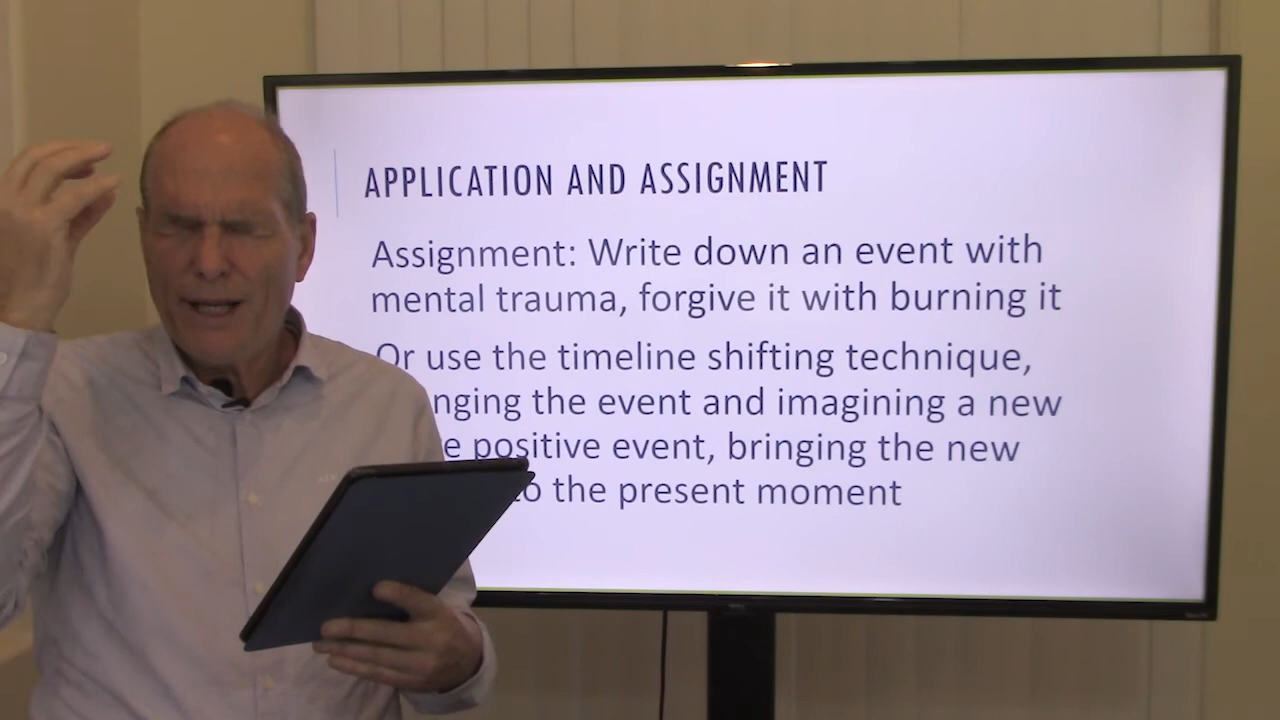 APPLICATION AND ASSIGNMENT
Assignment: Write down an event with
mental trauma, forgive it with burning it
Or use the timeline shifting technique,
the event and imagining a new
positive event, bringing the new
the present moment